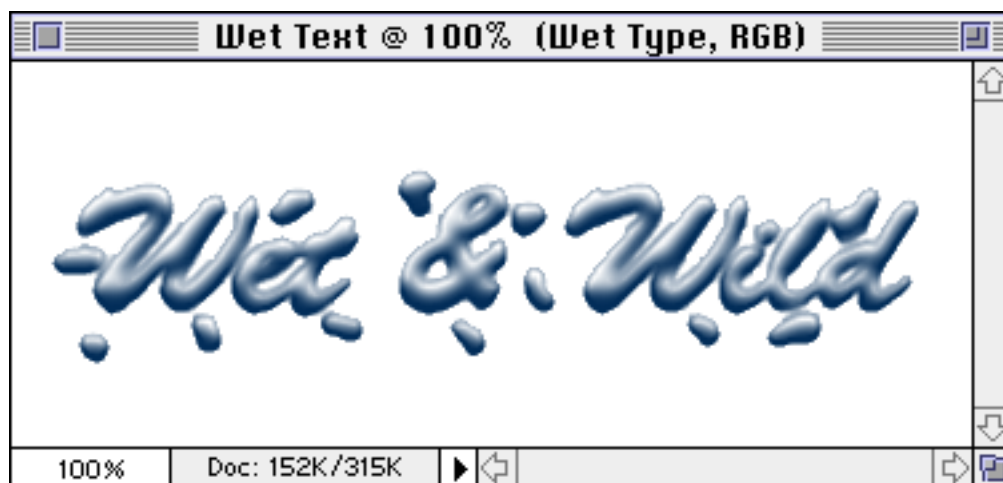 Wet Text @ 100% (Wet Type, RGB)
Wet & Wild
100% Doc: 152K/315K